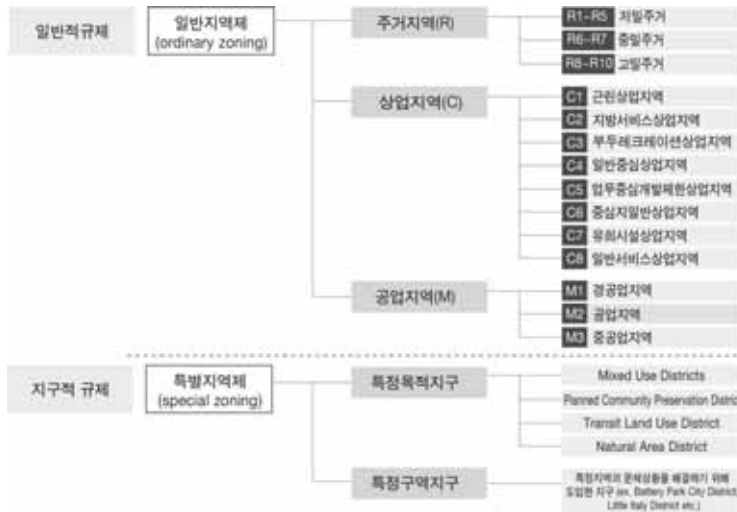 일반적규제
일반지역제
(ordinary zoning)
주거지역(R)
R1~R5 저밀주거
R6~R7 중밀주거
R8~R10 고밀주거
상업지역(C)
C1 근린상업지역
C2 지방서비스상업지역
C3 부두레크레이션상업지역
C4 일반중심상업지역
C5 업무중심개발제한상업지역
C6 중심지일반상업지역
C7 유희시설상업지역
C8 일반서비스상업지역
공업지역(M)
M1 경공업지역
M2 공업지역
M3 중공업지역
지구적 규제
특별지역제
(special zoning)
특정목적지구
Mixed Use Districts
Planned Community Preservation Distric
Transit Land Use District
Natural Area District
특정구역지구
특정지역의 문제상황을 해결하기 위해
도입한 지구 (ex, Battery Park City District,
Little Italy District etc.)